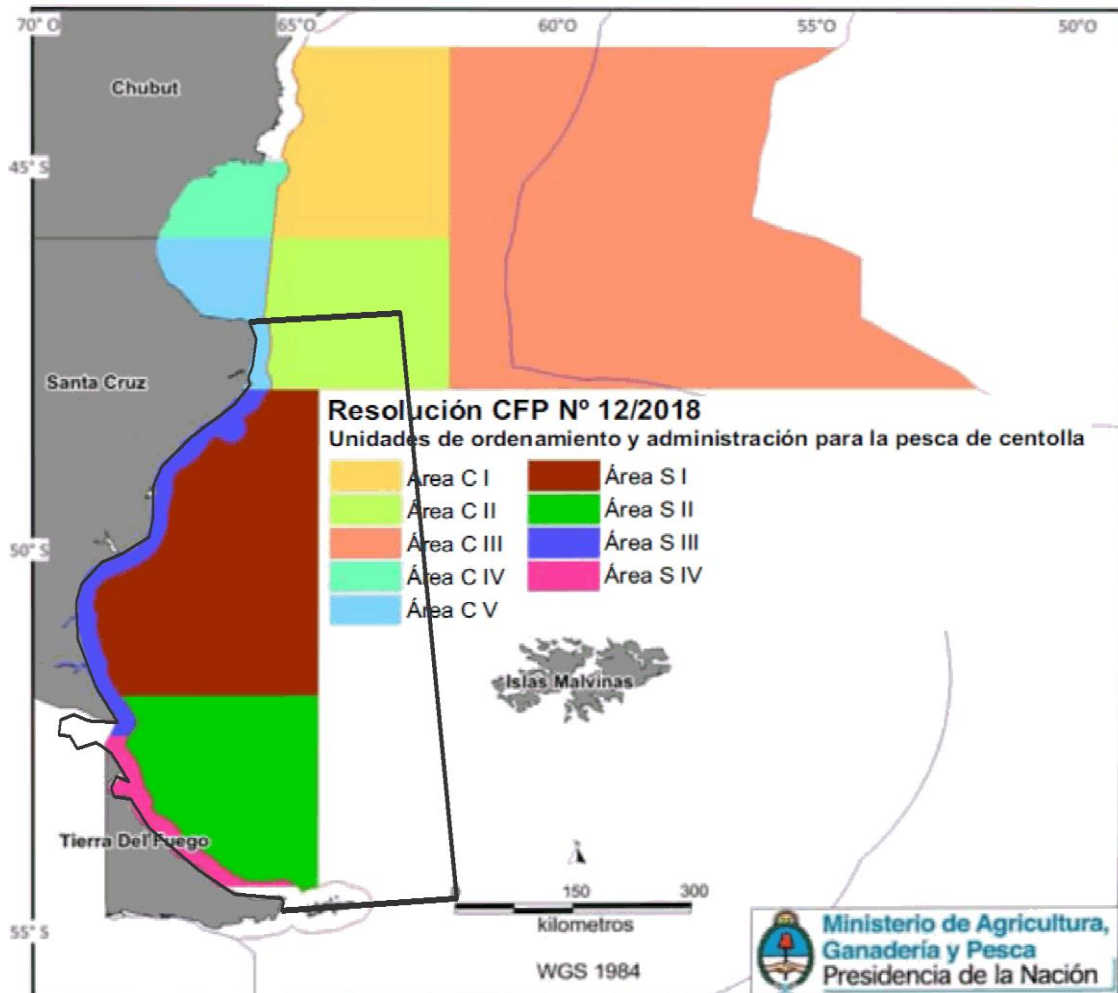 70° O
65°O
60° O
55° O
50° O
Chubut
45° S
Santa Cruz
Resolución CFP Nº 12/2018
Unidades de ordenamiento y administración para la pesca de centolla
Área C I
Área S I
Área C II
Área S II
Área C III
Área S III
Área C IV
Área S IV
Área C V
50° S
Islas Malvinas
Tierra Del Fuego
0 150 300
kilometros
WGS 1984
55° S
Ministerio de Agricultura,
Ganadería y Pesca
Presidencia de la Nación